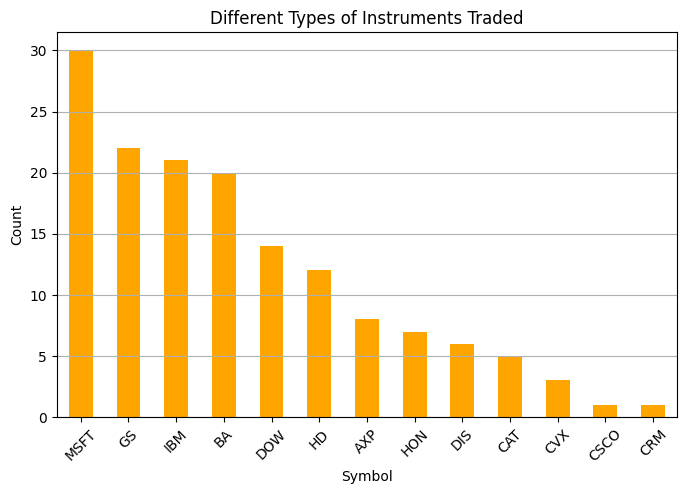 Different Types of Instruments Traded
30
25
20
15
10
5
0
Count
MSFT
GS
IBM
BA
DOW
HD
AXP
HON
DIS
CAT
CVX
CSCO
CRM
Symbol